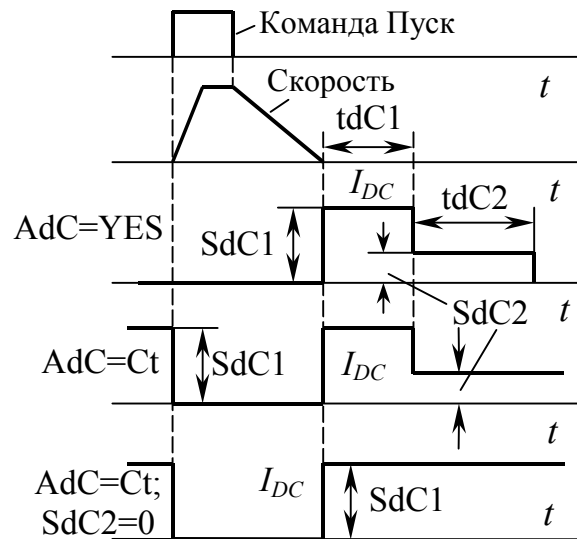 Команда Пуск
t
Скорость
tdC1
t
I_DC
tdC2
AdC=YES
SdC1
SdC2
t
AdC=Ct
SdC1
I_DC
t
AdC=Ct;
SdC2=0
I_DC
SdC1
t